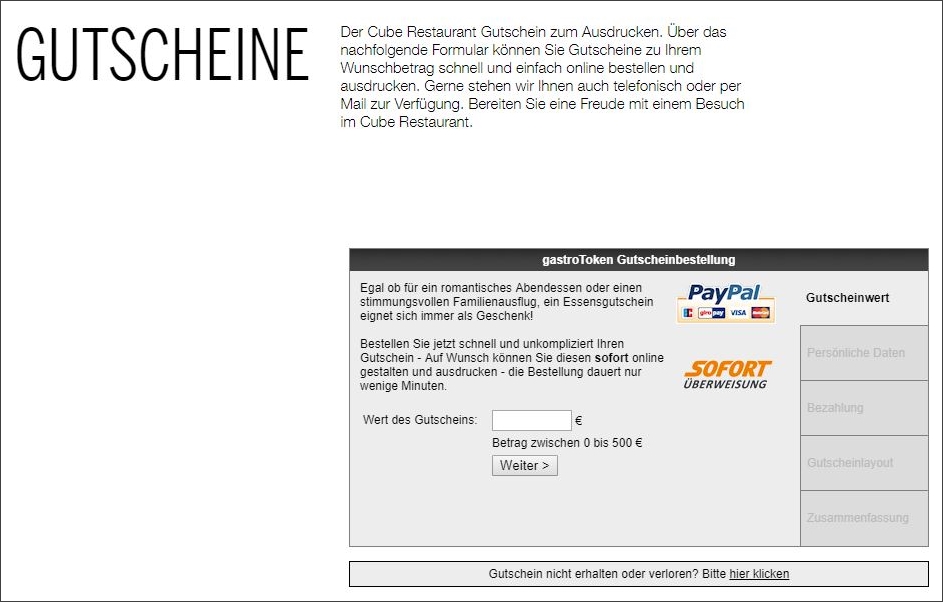 GUTSCHEINE
Der Cube Restaurant Gutschein zum Ausdrucken. Über das
nachfolgende Formular können Sie Gutscheine zu Ihrem
Wunschbetrag schnell und einfach online bestellen und
ausdrucken. Gerne stehen wir Ihnen auch telefonisch oder per
Mail zur Verfügung. Bereiten Sie eine Freude mit einem Besuch
im Cube Restaurant.
gastroToken Gutscheinbestellung
Egal ob für ein romantisches Abendessen oder einen
stimmungsvollen Familienausflug, ein Essensgutschein
eignet sich immer als Geschenk!
Bestellen Sie jetzt schnell und unkompliziert Ihren
Gutschein - Auf Wunsch können Sie diesen sofort online
gestalten und ausdrucken - die Bestellung dauert nur
wenige Minuten.
Wert des Gutscheins: €
Betrag zwischen 0 bis 500 €
Weiter >
PayPal
giropay VISA MasterCard
SOFORT
ÜBERWEISUNG
Gutscheinwert
Persönliche Daten
Bezahlung
Gutscheinlayout
Zusammenfassung
Gutschein nicht erhalten oder verloren? Bitte hier klicken